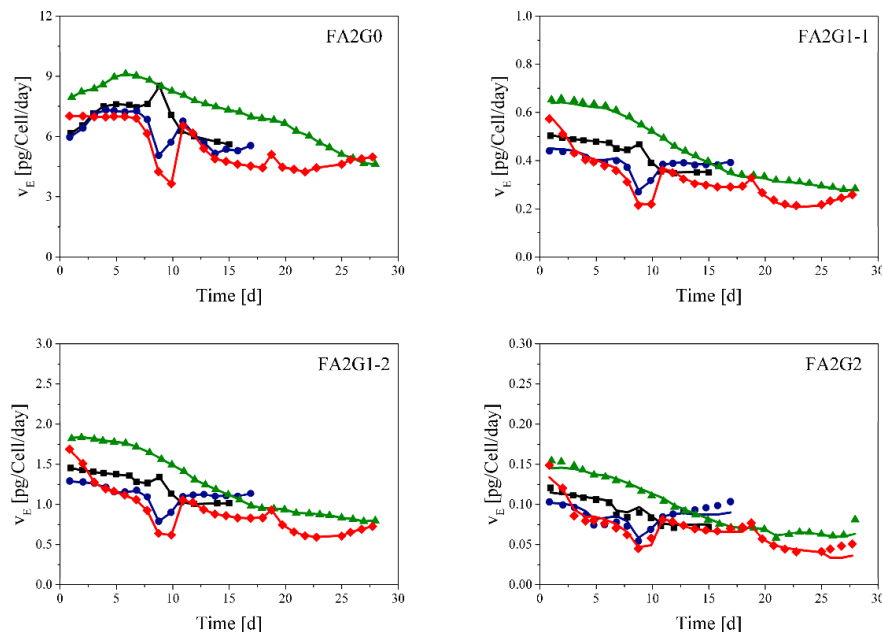 FA2G0
v_E [pg/Cell/day]
12
9
6
3
0
0 5 10 15 20 25 30
Time [d]
FA2G1-1
v_E [pg/Cell/day]
1.0
0.8
0.6
0.4
0.2
0.0
0 5 10 15 20 25 30
Time [d]
FA2G1-2
v_E [pg/Cell/day]
3.0
2.5
2.0
1.5
1.0
0.5
0.0
0 5 10 15 20 25 30
Time [d]
FA2G2
v_E [pg/Cell/day]
0.30
0.25
0.20
0.15
0.10
0.05
0.00
0 5 10 15 20 25 30
Time [d]